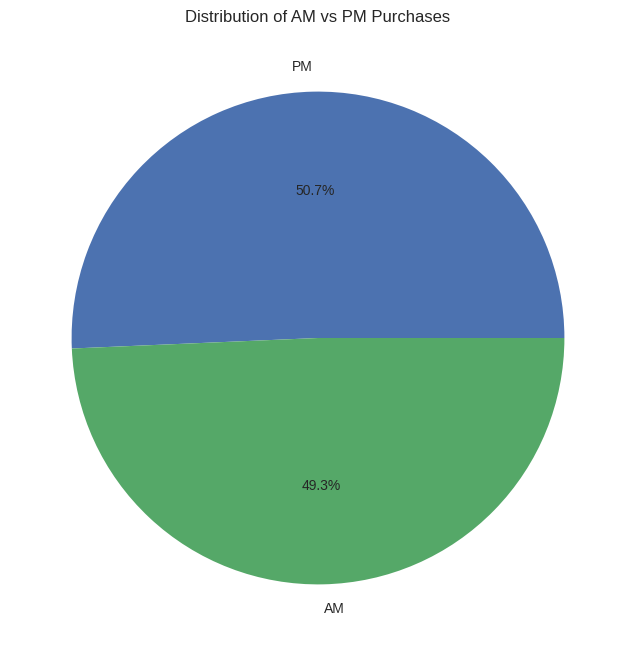 Distribution of AM vs PM Purchases
PM
50.7%
49.3%
AM